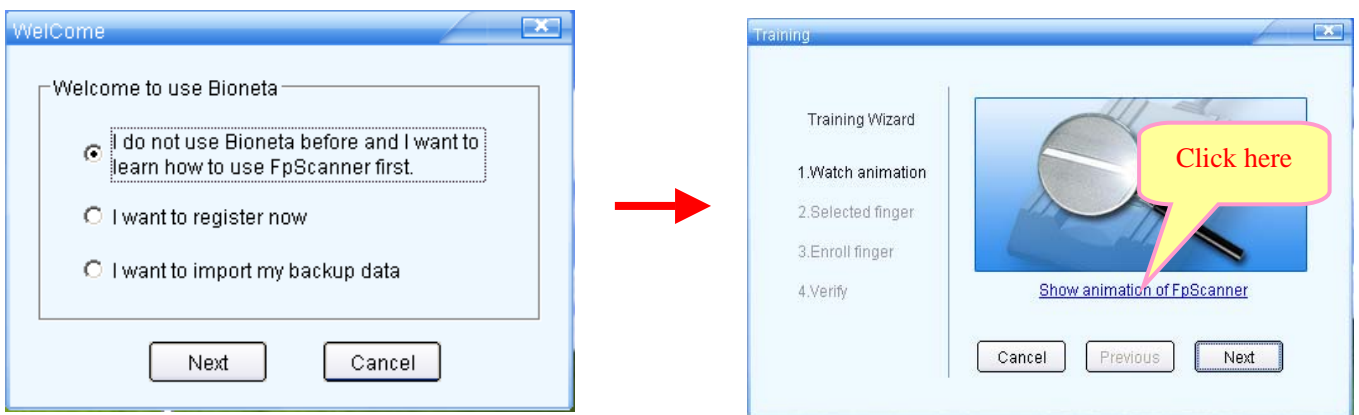 WelCome
Welcome to use Bioneta
I do not use Bioneta before and I want to
learn how to use FpScanner first.
I want to register now
I want to import my backup data
Next
Cancel
Training
Training Wizard
1.Watch animation
2.Selected finger
3.Enroll finger
4.Verify
Click here
Show animation of FpScanner
Cancel
Previous
Next